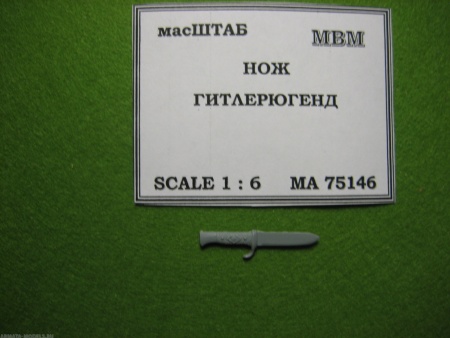 масШТАБ MBM
НОЖ
ГИТЛЕРЮГЕНД
SCALE 1 : 6 MA 75146